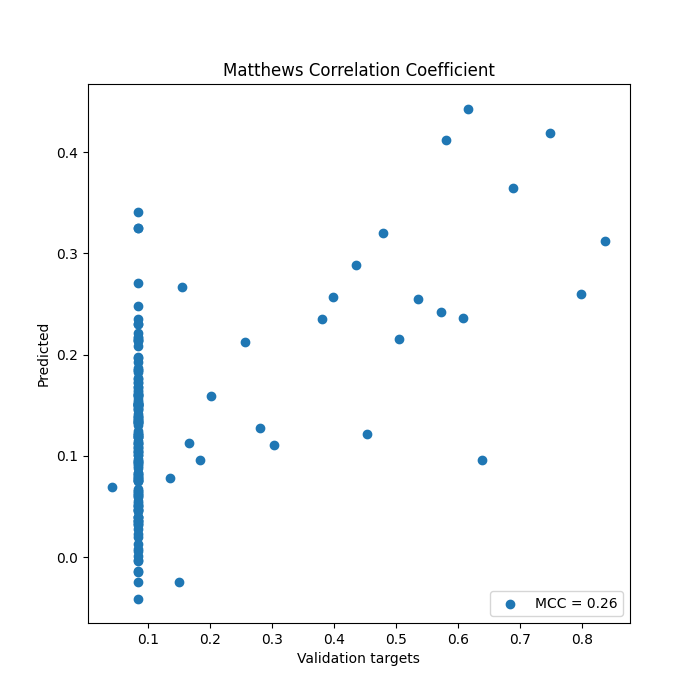 Matthews Correlation Coefficient
0.4
0.3
0.2
0.1
0.0
Predicted
MCC = 0.26
0.1 0.2 0.3 0.4 0.5 0.6 0.7 0.8
Validation targets